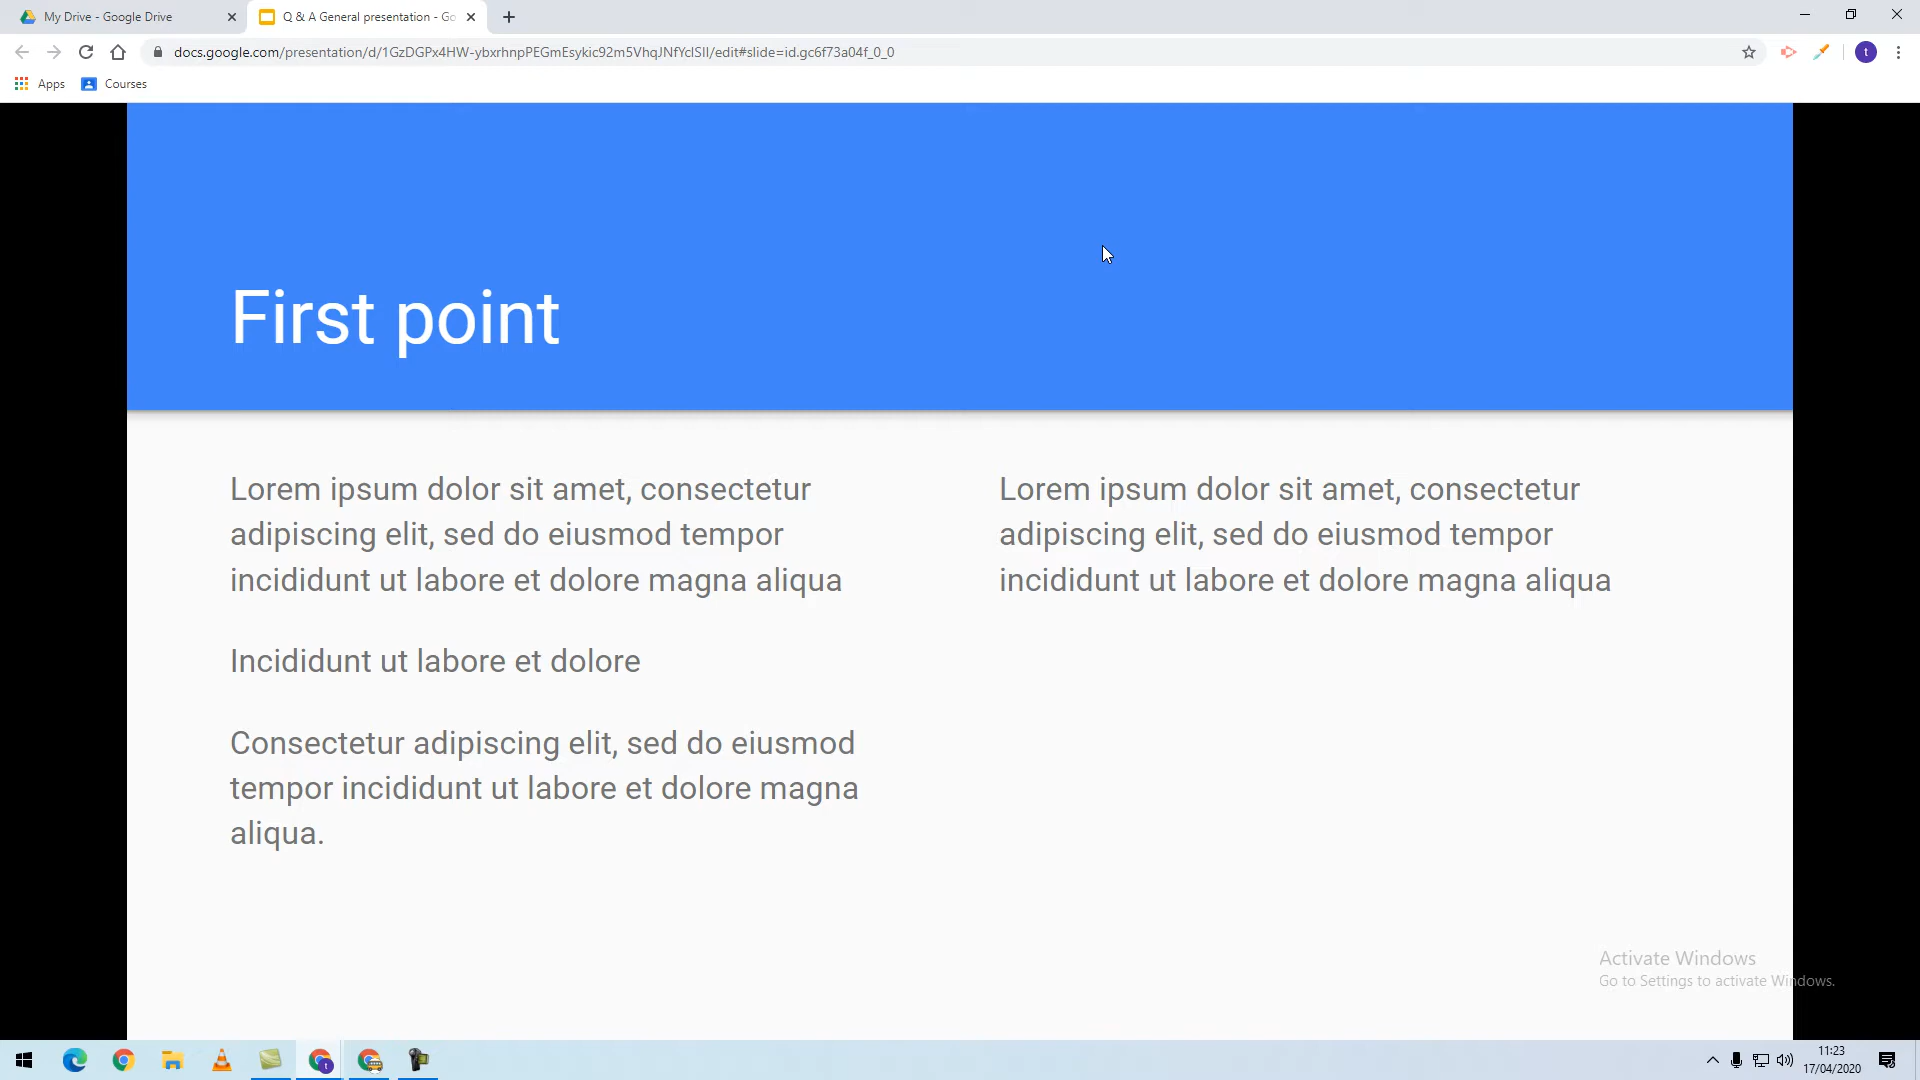 My Drive - Google Drive
Q & A General presentation - Go
docs.google.com/presentation/d/1GzDGPx4HW-ybxrhnpPEGmEsykic92m5VhqJNfYclSlI/edit#slide=id.gc6f73a04f_0_0
t
Apps
Courses
First point
Lorem ipsum dolor sit amet, consectetur
adipiscing elit, sed do eiusmod tempor
incididunt ut labore et dolore magna aliqua
Incididunt ut labore et dolore
Consectetur adipiscing elit, sed do eiusmod
tempor incididunt ut labore et dolore magna
aliqua.
Lorem ipsum dolor sit amet, consectetur
adipiscing elit, sed do eiusmod tempor
incididunt ut labore et dolore magna aliqua
Activate Windows
Go to Settings to activate Windows.
t
11:23
17/04/2020